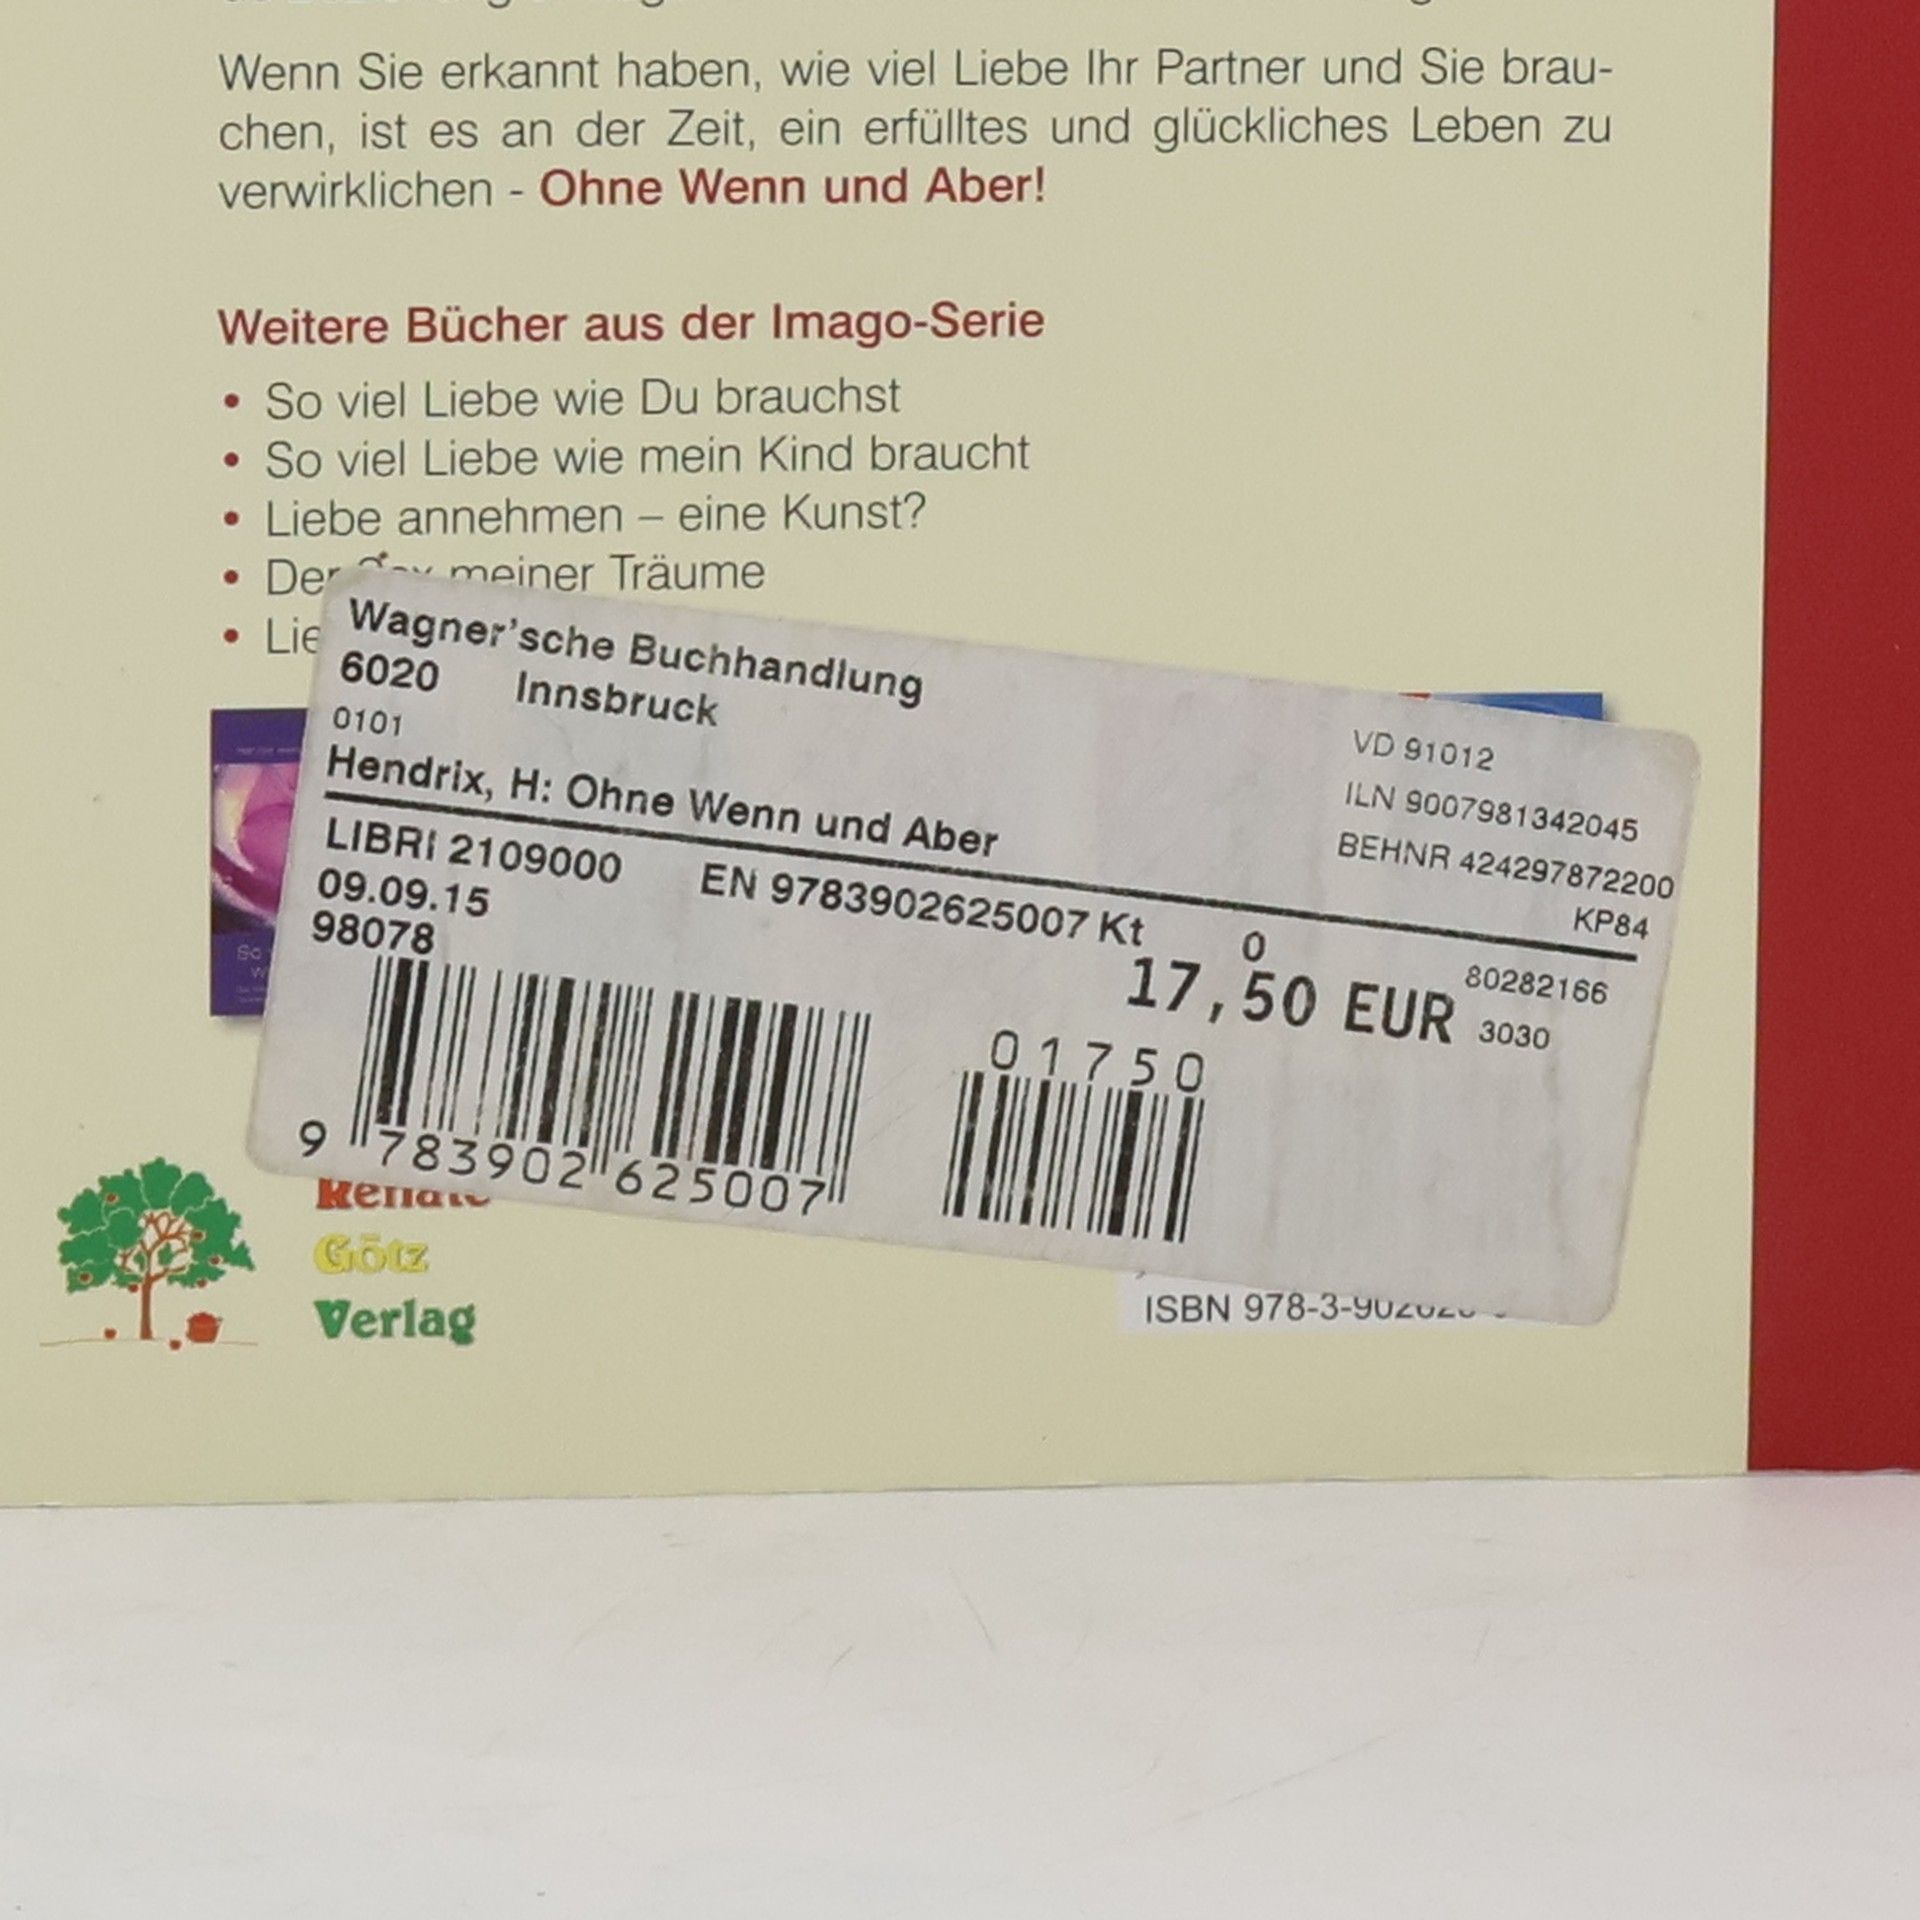 Wenn Sie erkannt haben, wie viel Liebe Ihr Partner und Sie brau-
chen, ist es an der Zeit, ein erfülltes und glückliches Leben zu
verwirklichen - Ohne Wenn und Aber!
Weitere Bücher aus der Imago-Serie
• So viel Liebe wie Du brauchst
• So viel Liebe wie mein Kind braucht
• Liebe annehmen – eine Kunst?
• Der meiner Träume
Wagner'sche Buchhandlung
6020 Innsbruck
0101
Hendrix, H: Ohne Wenn und Aber
VD 91012
ILN 9007981342045
BEHNR 424297872200
KP84
LIBRI 2109000 EN 9783902625007 Kt 0
09.09.15
98078
17,50 EUR
80282166
3030
01750
9 783902 625007
Renate
Götz
Verlag
ISBN 978-3-